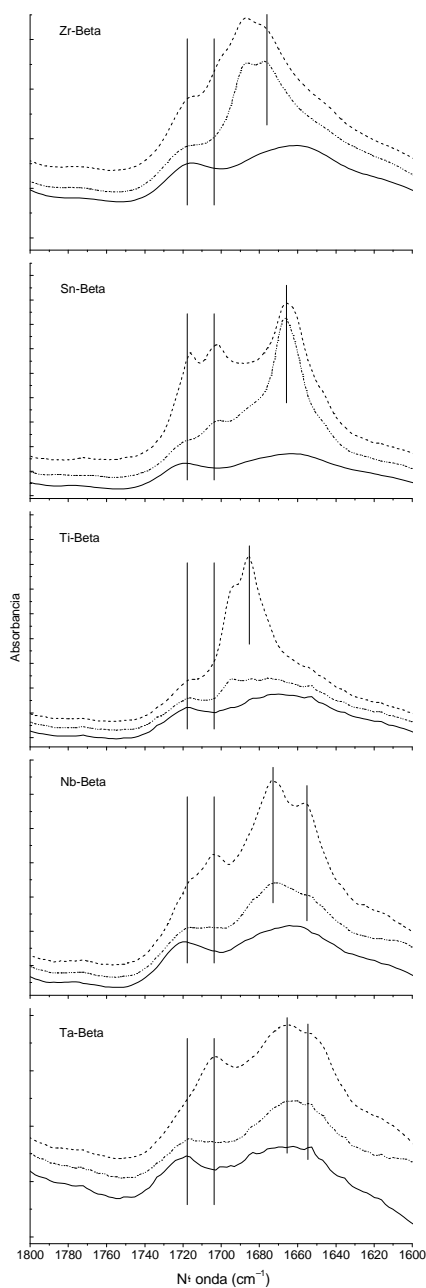 Zr-Beta
Sn-Beta
Ti-Beta
Absorbancia
Nb-Beta
Ta-Beta
1800 1780 1760 1740 1720 1700 1680 1660 1640 1620 1600
Nº onda (cm⁻¹)